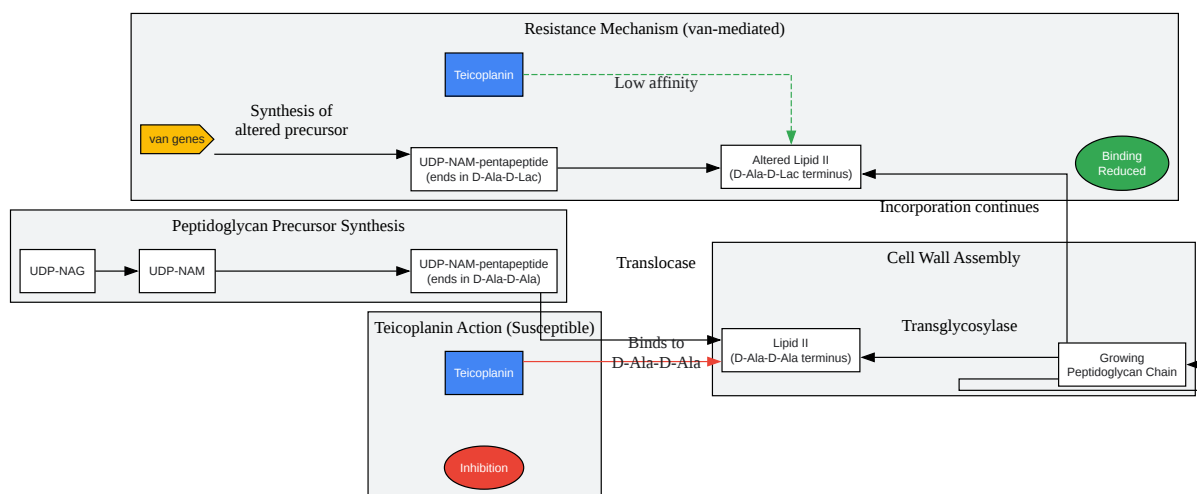 Resistance Mechanism (van-mediated)
Teicoplanin
Low affinity
Synthesis of
altered precursor
van genes
UDP-NAM-pentapeptide
(ends in D-Ala-D-Lac)
Altered Lipid II
(D-Ala-D-Lac terminus)
Binding
Reduced
Incorporation continues
Peptidoglycan Precursor Synthesis
UDP-NAG
UDP-NAM
UDP-NAM-pentapeptide
(ends in D-Ala-D-Ala)
Translocase
Cell Wall Assembly
Teicoplanin Action (Susceptible)
Teicoplanin
Binds to
D-Ala-D-Ala
Lipid II
(D-Ala-D-Ala terminus)
Transglycosylase
Growing
Peptidoglycan Chain
Inhibition